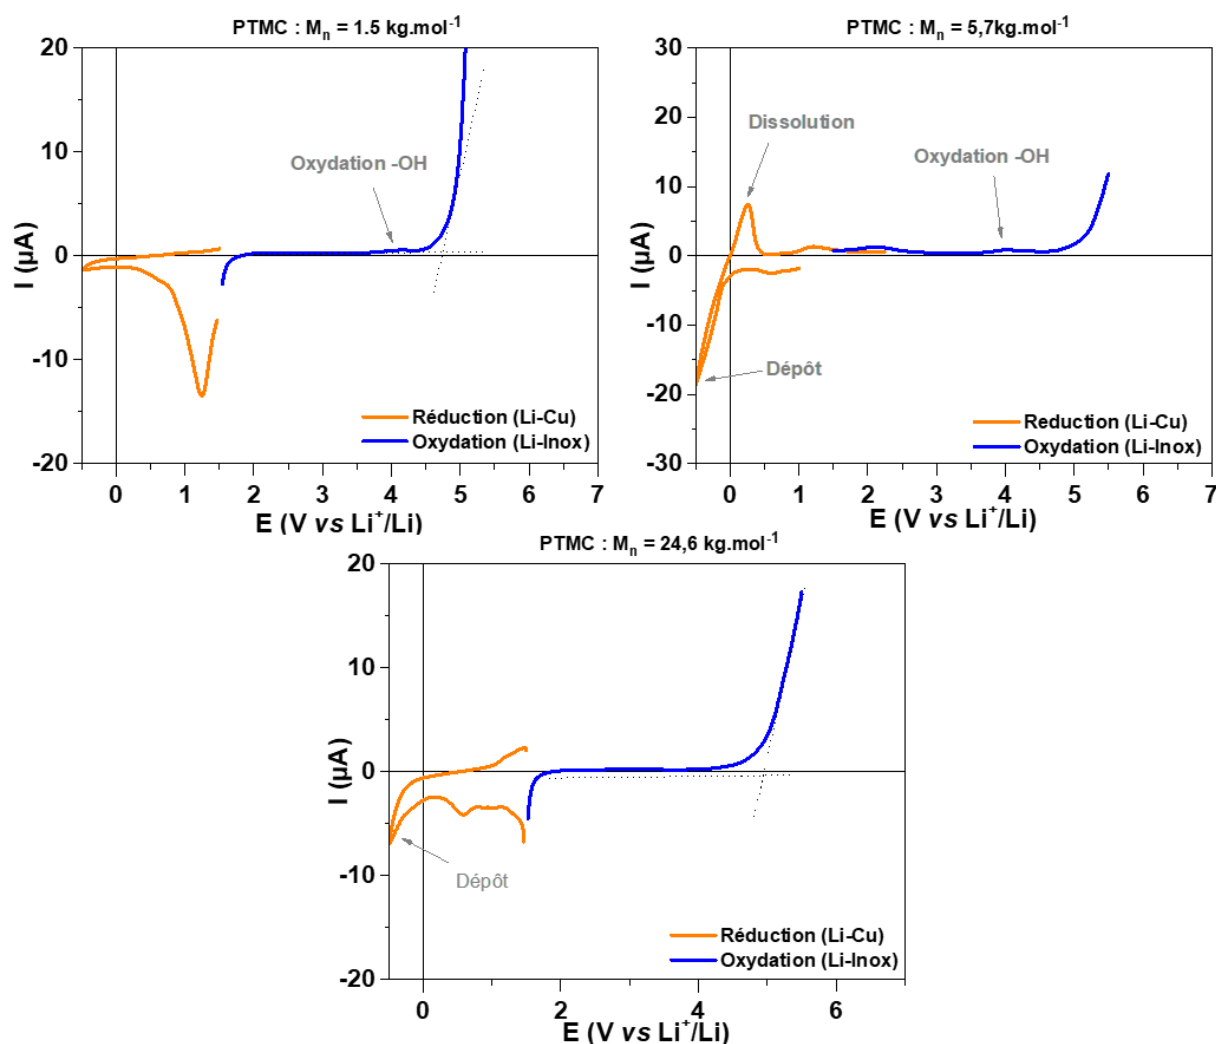 PTMC : Mn = 1.5 kg.mol-1
20
10
0
-10
-20
I (µA)
Oxydation -OH
Réduction (Li-Cu)
Oxydation (Li-Inox)
0 1 2 3 4 5 6 7
E (V vs Li+/Li)
PTMC : Mn = 5,7kg.mol-1
30
20
10
0
-10
-20
-30
I (µA)
Dissolution
Oxydation -OH
Dépôt
Réduction (Li-Cu)
Oxydation (Li-Inox)
0 1 2 3 4 5 6 7
E (V vs Li+/Li)
PTMC : Mn = 24,6 kg.mol-1
20
10
0
-10
-20
I (µA)
Dépôt
Réduction (Li-Cu)
Oxydation (Li-Inox)
0 2 4 6
E (V vs Li+/Li)